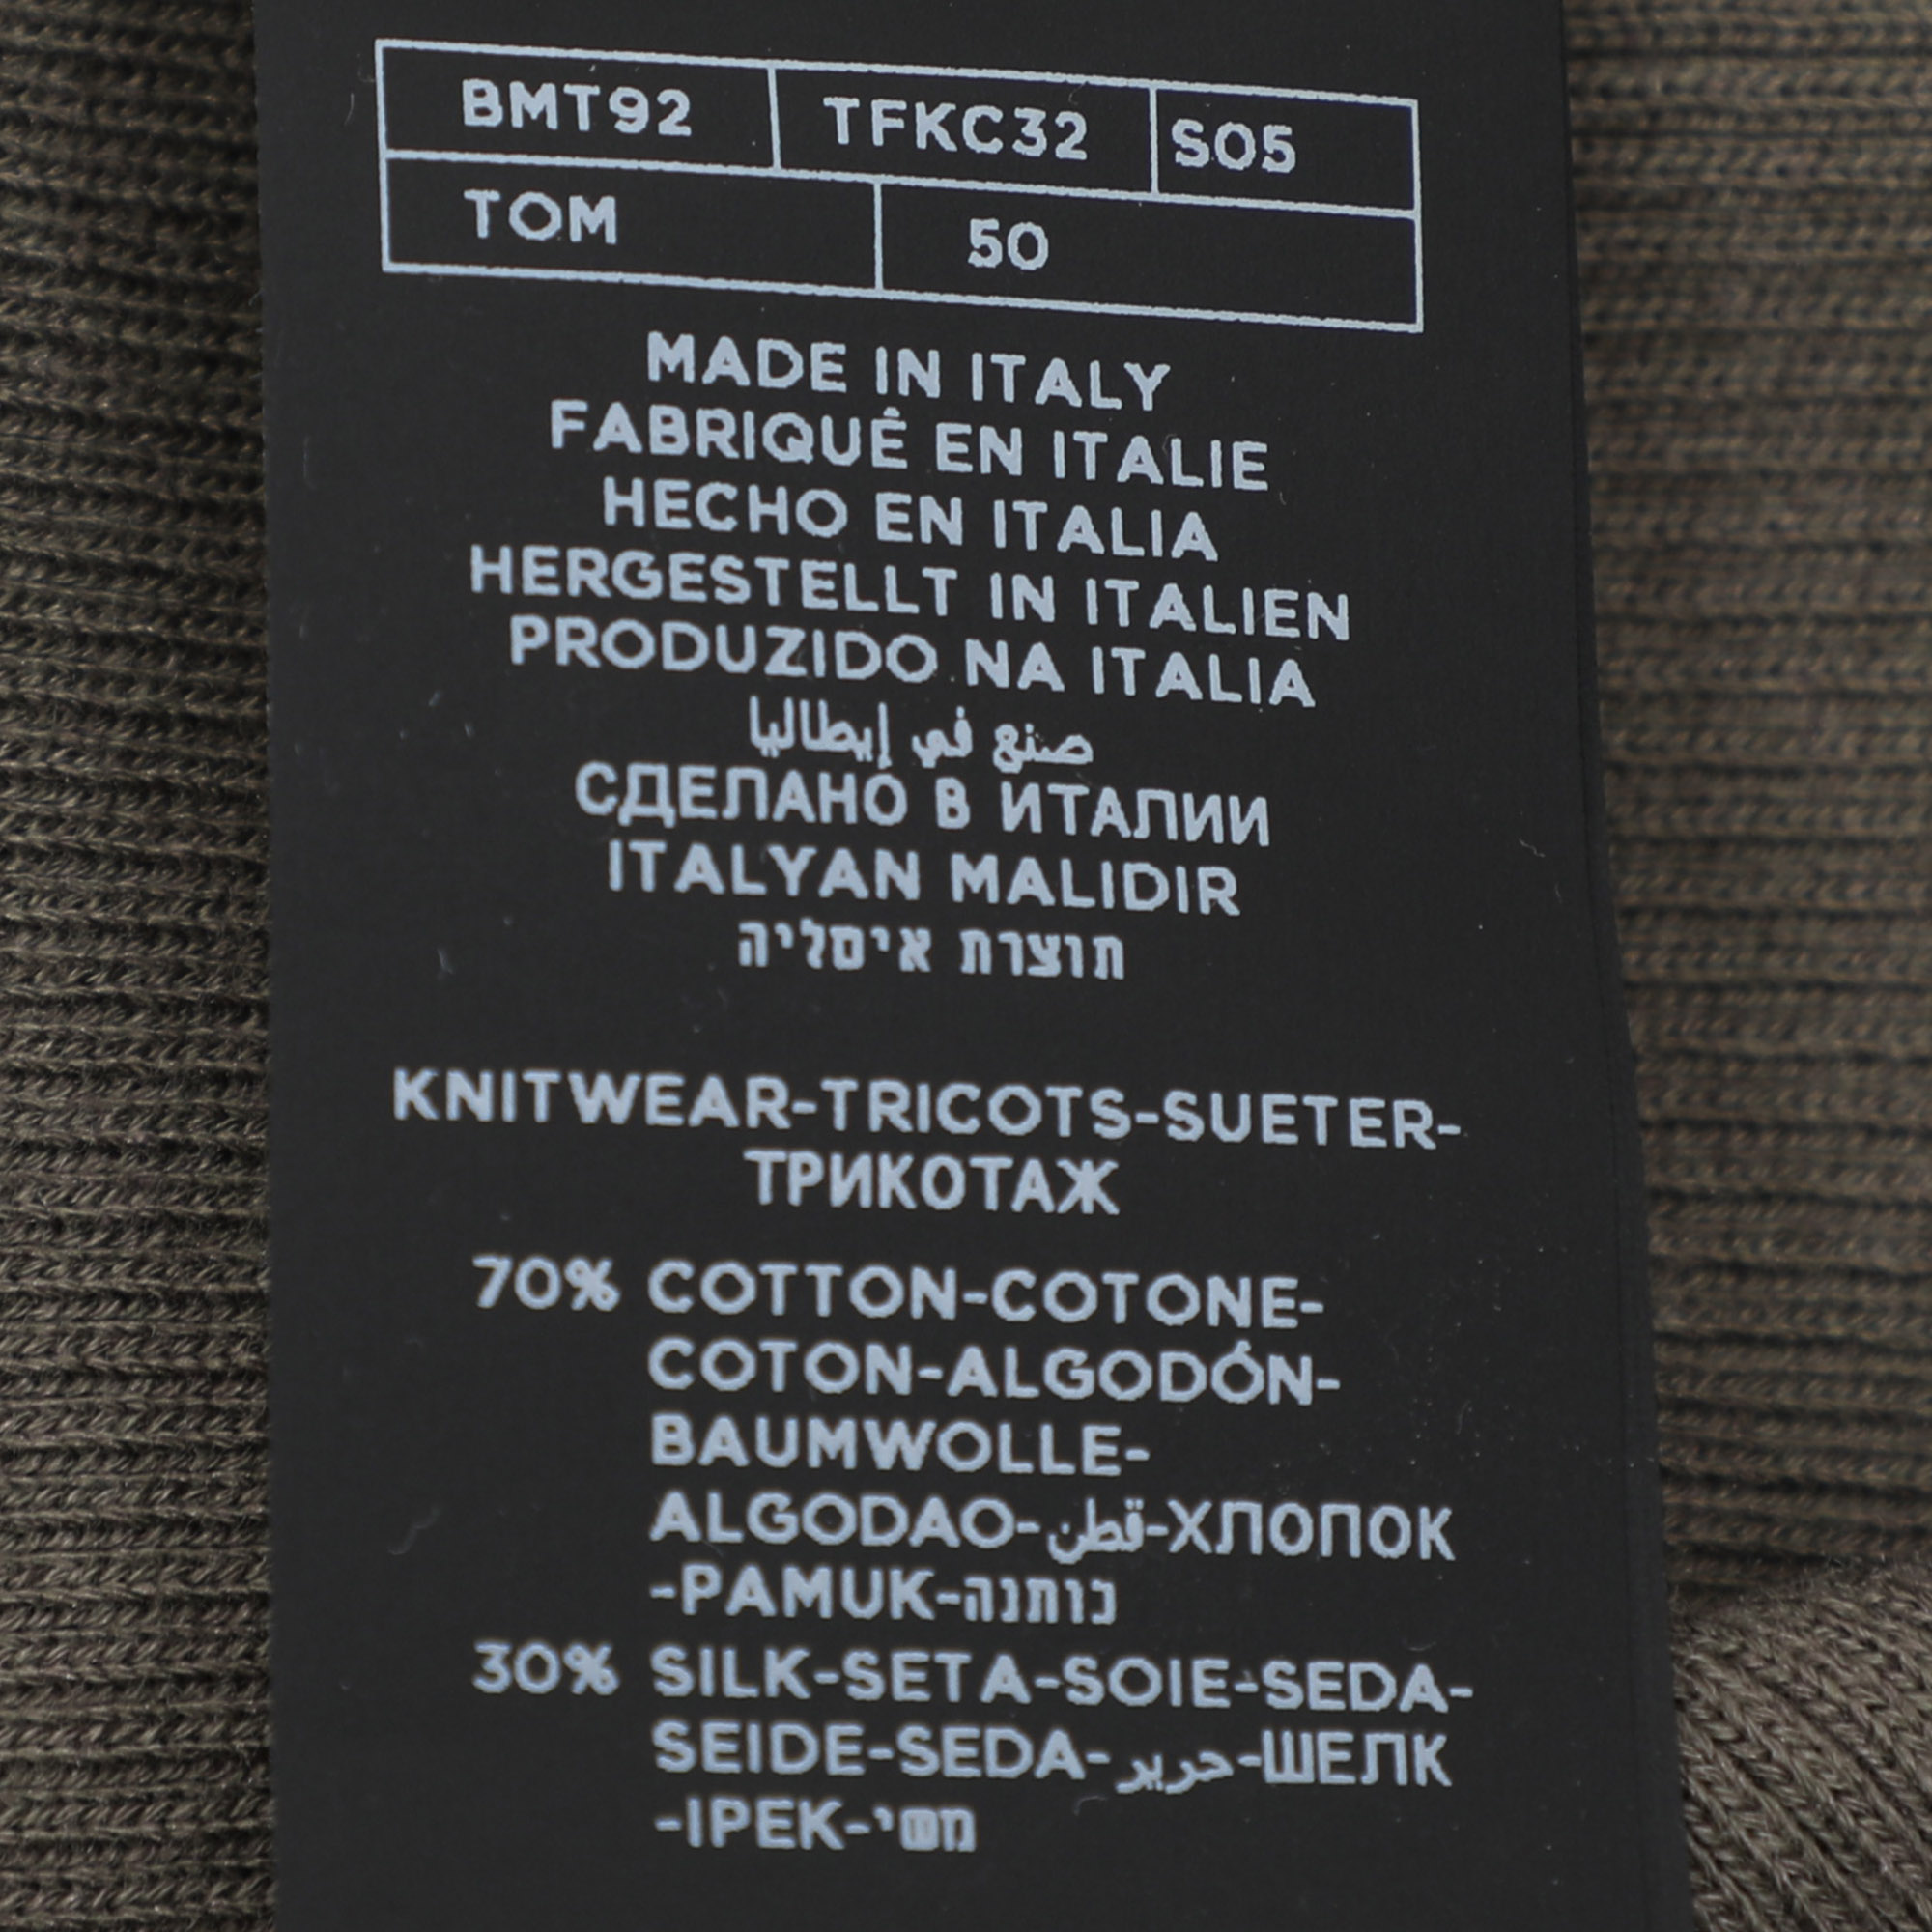 BMT92 TFKC32 S05
TOM 50
MADE IN ITALY
FABRIQUÉ EN ITALIE
HECHO EN ITALIA
HERGESTELLT IN ITALIEN
PRODUZIDO NA ITALIA
صنع في إيطاليا
СДЕЛАНО В ИТАЛИИ
ITALYAN MALIDIR
תוצרת איסליה
KNITWEAR-TRICOTS-SUETER-
ТРИКОТАЖ
70% COTTON-COTONE-
COTON-ALGODÓN-
BAUMWOLLE-
ALGODAO-قطن-ХЛОПОК
-PAMUK-כותנה
30% SILK-SETA-SOIE-SEDA-
SEIDE-SEDA-حرير-ШЕЛК
-IPEK-משי